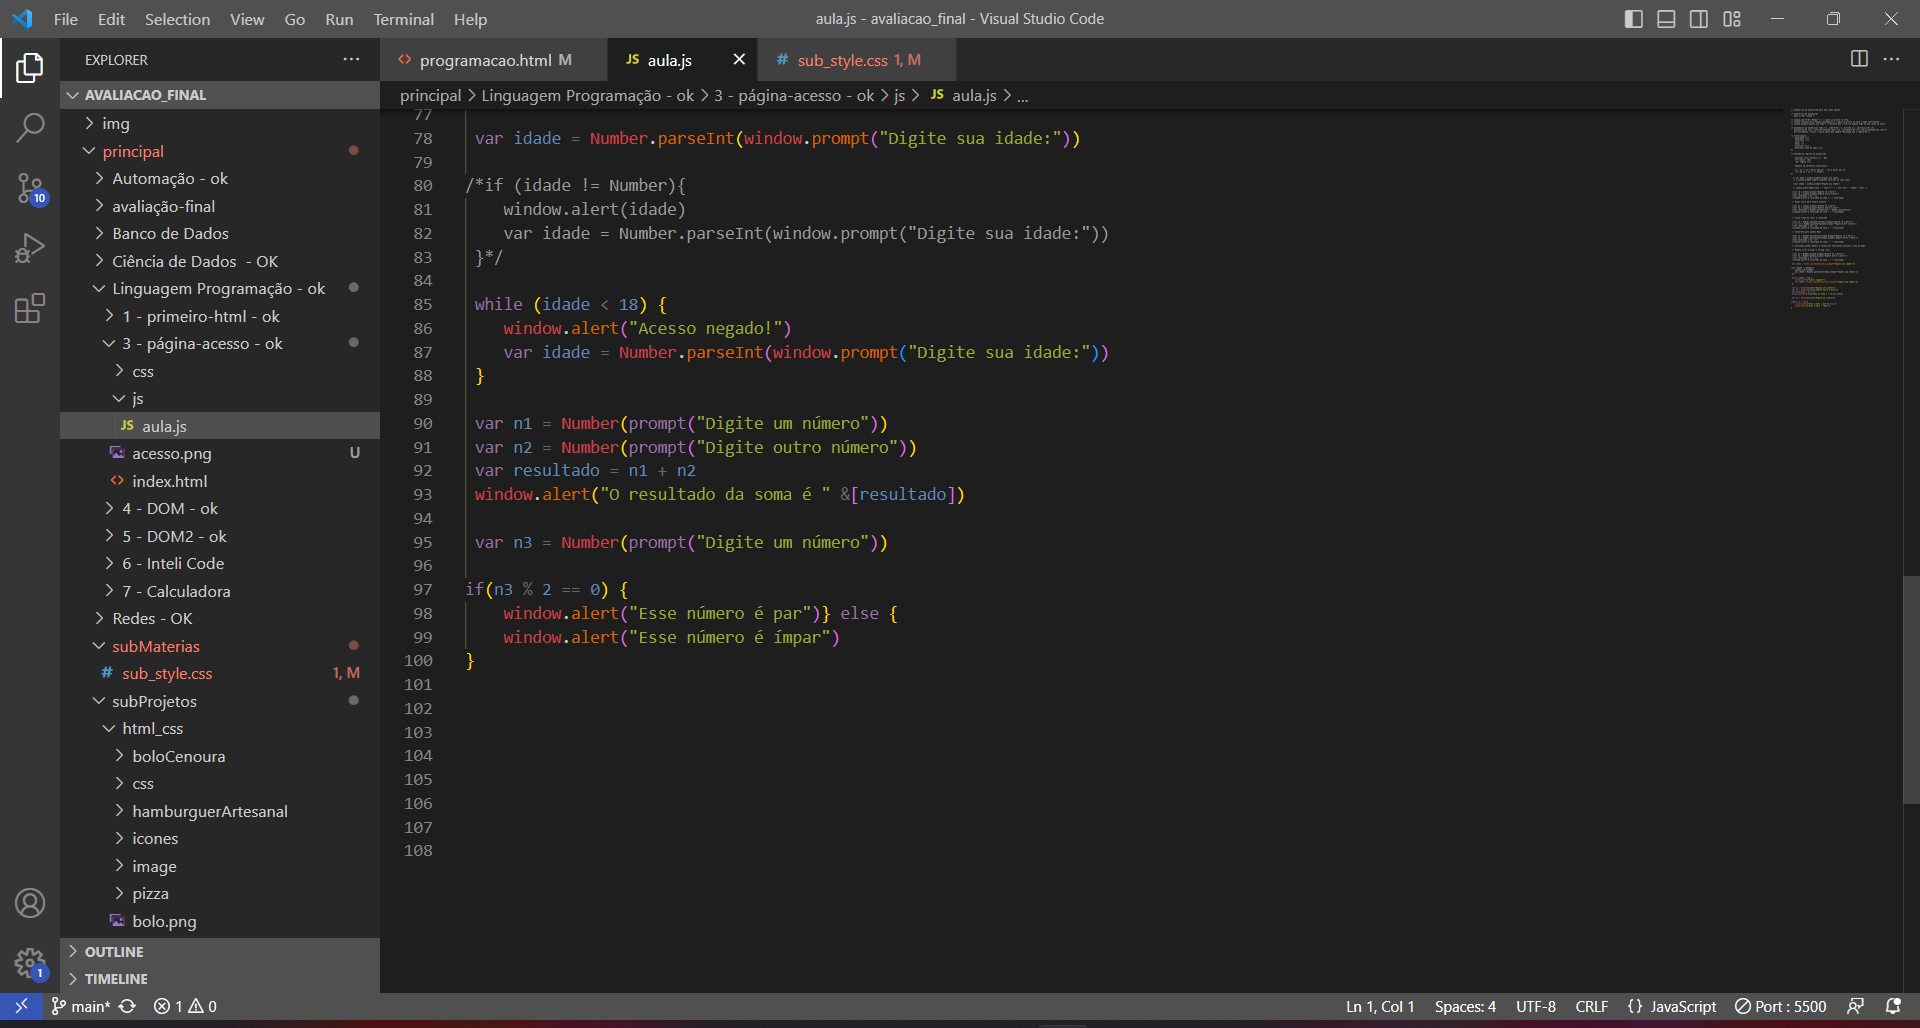 File Edit Selection View Go Run Terminal Help
aula.js - avaliacao_final - Visual Studio Code
EXPLORER
AVALIACAO_FINAL
img
principal
Automação - ok
avaliação-final
Banco de Dados
Ciência de Dados - OK
Linguagem Programação - ok
1 - primeiro-html - ok
3 - página-acesso - ok
css
js
JS aula.js
acesso.png U
index.html
4 - DOM - ok
5 - DOM2 - ok
6 - Inteli Code
7 - Calculadora
Redes - OK
subMaterias
# sub_style.css 1, M
subProjetos
html_css
boloCenoura
css
hamburguerArtesanal
icones
image
pizza
bolo.png
OUTLINE
TIMELINE
10
1
programacao.html M
JS aula.js
# sub_style.css 1, M
principal > Linguagem Programação - ok > 3 - página-acesso - ok > js > JS aula.js > ...
77
78 var idade = Number.parseInt(window.prompt("Digite sua idade:"))
79
80 /*if (idade != Number){
81 window.alert(idade)
82 var idade = Number.parseInt(window.prompt("Digite sua idade:"))
83 }*/
84
85 while (idade < 18) {
86 window.alert("Acesso negado!")
87 var idade = Number.parseInt(window.prompt("Digite sua idade:"))
88 }
89
90 var n1 = Number(prompt("Digite um número"))
91 var n2 = Number(prompt("Digite outro número"))
92 var resultado = n1 + n2
93 window.alert("O resultado da soma é " &[resultado])
94
95 var n3 = Number(prompt("Digite um número"))
96
97 if(n3 % 2 == 0) {
98 window.alert("Esse número é par")} else {
99 window.alert("Esse número é ímpar")
100 }
101
102
103
104
105
106
107
108
main* 1 0
Ln 1, Col 1 Spaces: 4 UTF-8 CRLF {} JavaScript Port : 5500